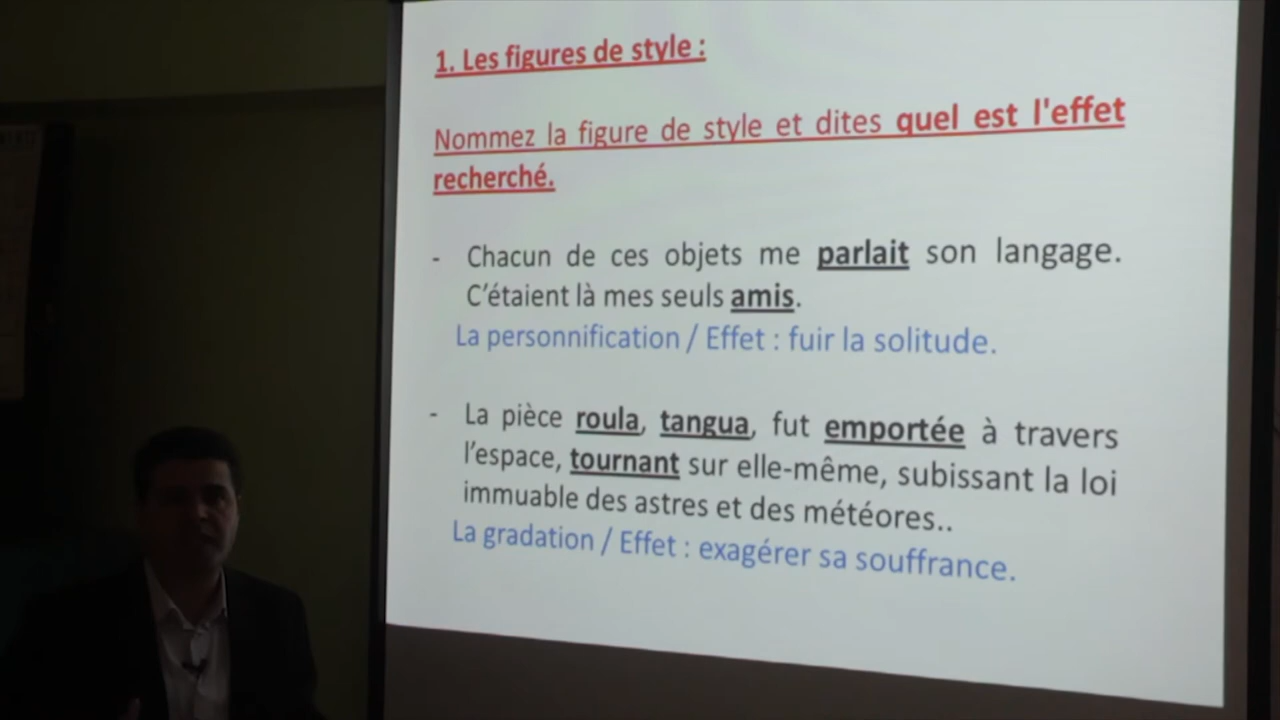 1. Les figures de style :
Nommez la figure de style et dites quel est l'effet
recherché.
- Chacun de ces objets me parlait son langage.
C'étaient là mes seuls amis.
La personnification / Effet : fuir la solitude.
- La pièce roula, tangua, fut emportée à travers
l'espace, tournant sur elle-même, subissant la loi
immuable des astres et des météores..
La gradation / Effet : exagérer sa souffrance.